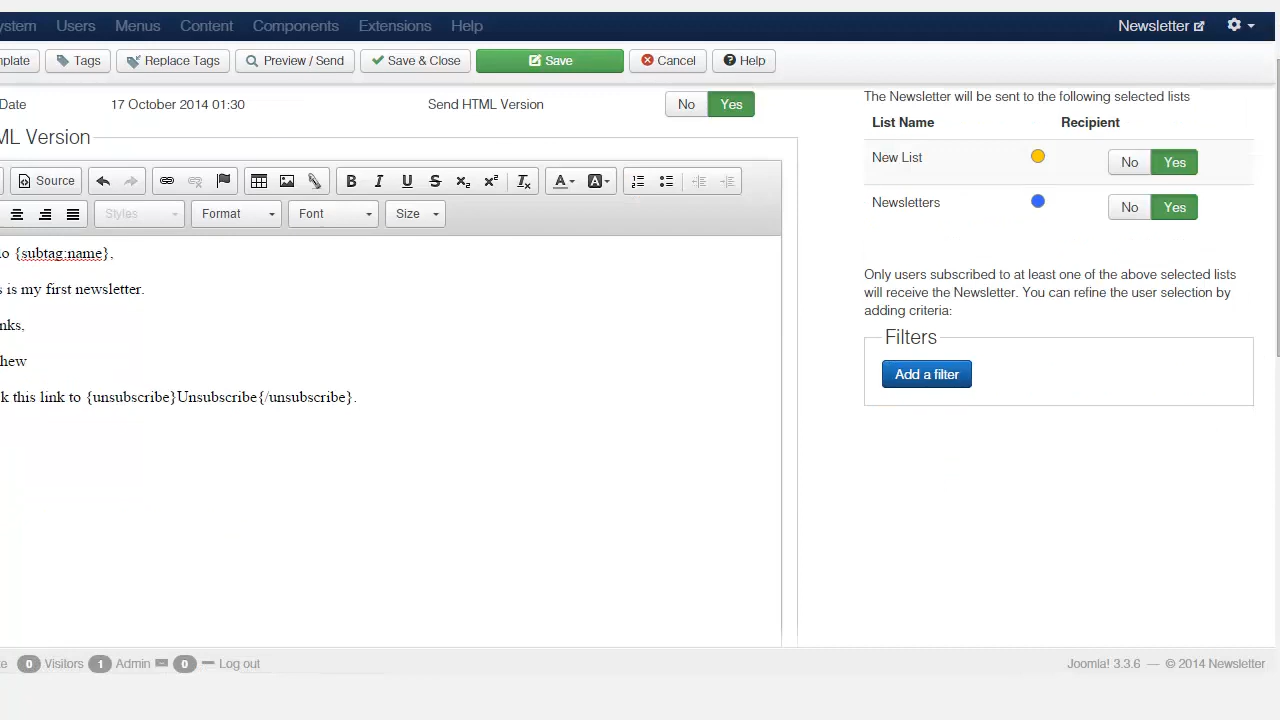 ystem Users Menus Content Components Extensions Help Newsletter
mplate Tags Replace Tags Preview / Send Save & Close Save Cancel Help
Date 17 October 2014 01:30 Send HTML Version No Yes
ML Version
Source
Styles Format Font Size
lo {subtag:name},
s is my first newsletter.
nks,
hew
k this link to {unsubscribe}Unsubscribe{/unsubscribe}.
The Newsletter will be sent to the following selected lists
List Name Recipient
New List No Yes
Newsletters No Yes
Only users subscribed to at least one of the above selected lists
will receive the Newsletter. You can refine the user selection by
adding criteria:
Filters
Add a filter
te 0 Visitors 1 Admin 0 Log out
Joomla! 3.3.6 — © 2014 Newsletter